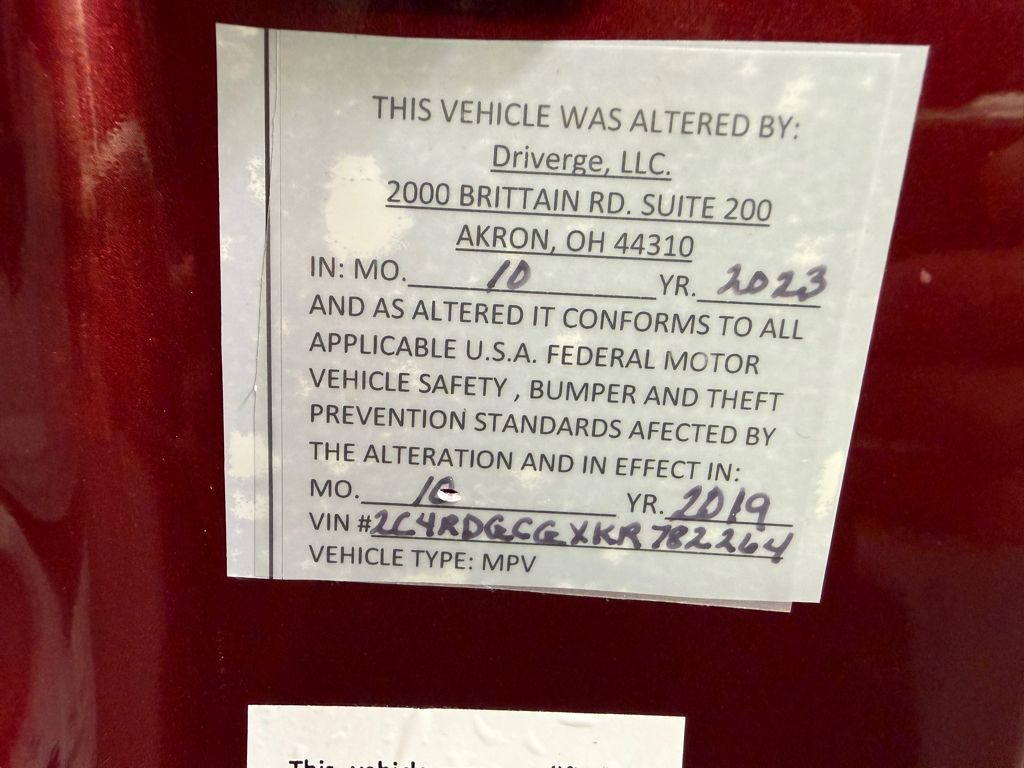 THIS VEHICLE WAS ALTERED BY:
Driverge, LLC.
2000 BRITTAIN RD. SUITE 200
AKRON, OH 44310
IN: MO. 10 YR. 2023
AND AS ALTERED IT CONFORMS TO ALL
APPLICABLE U.S.A. FEDERAL MOTOR
VEHICLE SAFETY , BUMPER AND THEFT
PREVENTION STANDARDS AFECTED BY
THE ALTERATION AND IN EFFECT IN:
MO. 10 YR. 2019
VIN #2C4RDGCGXKR782264
VEHICLE TYPE: MPV
This